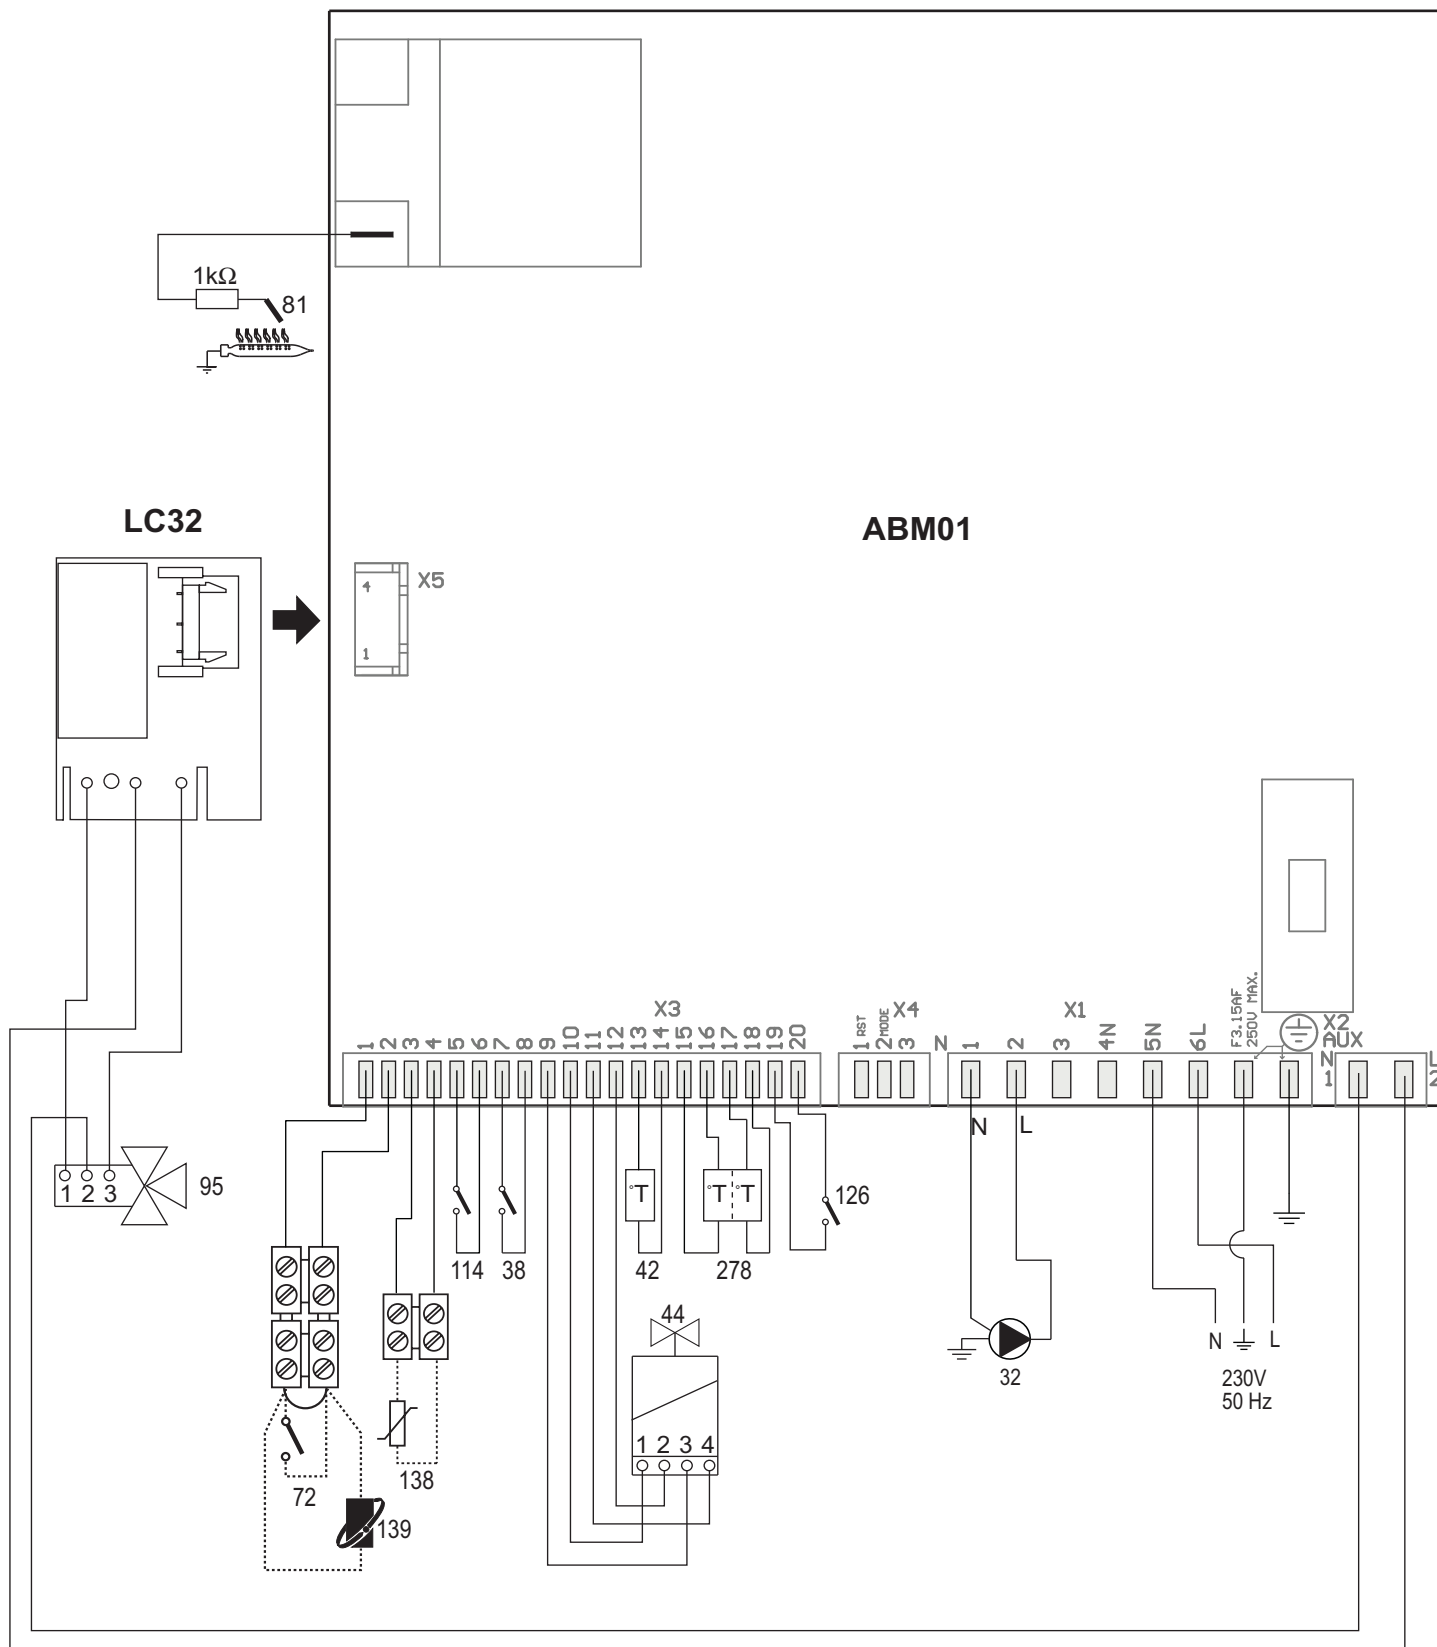 1kΩ
81
LC32
ABM01
X5
4
1
F3.15AF
250V MAX.
X3
X4
X1
X2
AUX
1 2 3 4 5 6 7 8 9 10 11 12 13 14 15 16 17 18 19 20
1 RST
2 MODE
3
N
1 2 3 4N 5N 6L
N
1
L
2
N L
1 2 3
95
°T °T °T
126
114 38 42 278
44
32
N L
230V
50 Hz
1 2 3 4
72
138
139